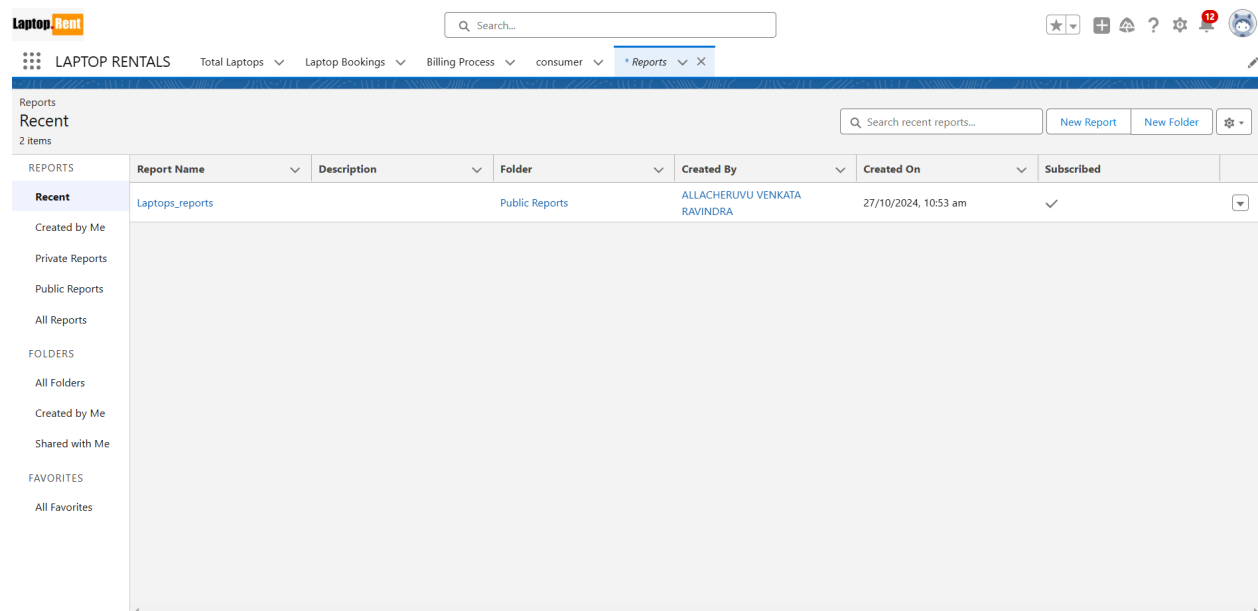 Laptop.Rent
Search...
12
LAPTOP RENTALS
Total Laptops
Laptop Bookings
Billing Process
consumer
* Reports
Reports
Recent
2 items
Search recent reports...
New Report
New Folder
REPORTS
Recent
Created by Me
Private Reports
Public Reports
All Reports
FOLDERS
All Folders
Created by Me
Shared with Me
FAVORITES
All Favorites
Report Name
Description
Folder
Created By
Created On
Subscribed
Laptops_reports
Public Reports
ALLACHERUVU VENKATA
RAVINDRA
27/10/2024, 10:53 am